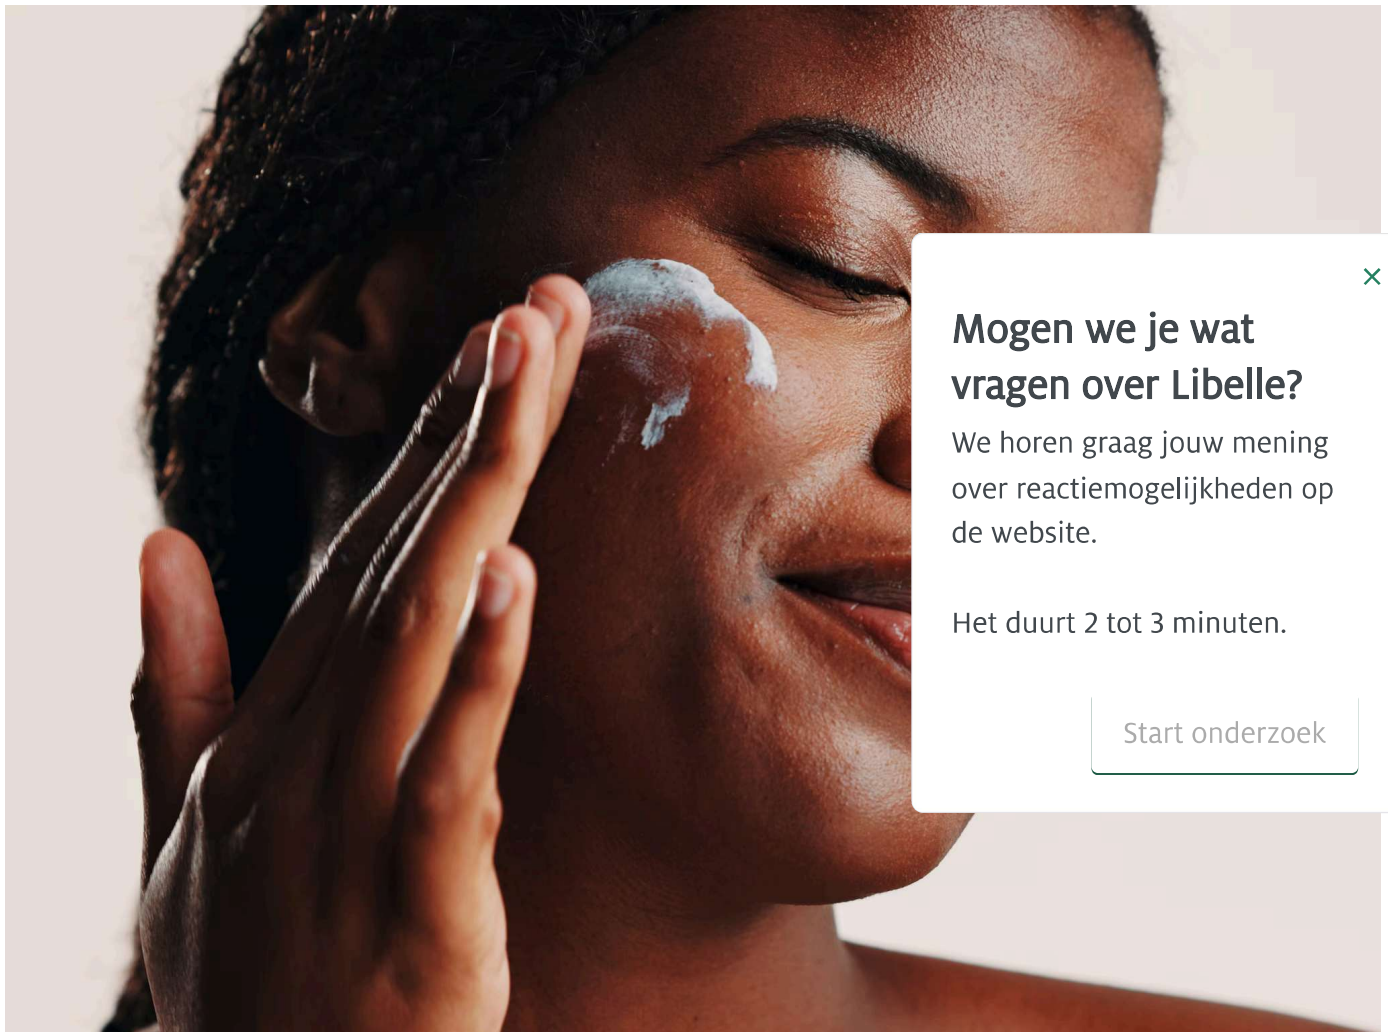 Mogen we je wat
vragen over Libelle?
We horen graag jouw mening
over reactiemogelijkheden op
de website.
Het duurt 2 tot 3 minuten.
Start onderzoek